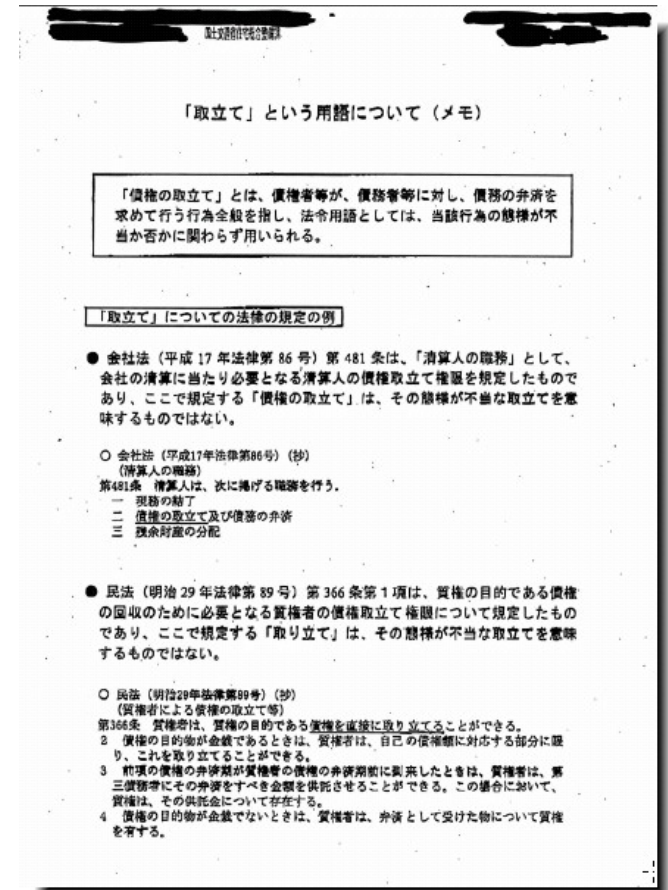 国土交通省住宅総合整備課
「取立て」という用語について（メモ）
「債権の取立て」とは、債権者等が、債務者等に対し、債務の弁済を
求めて行う行為全般を指し、法令用語としては、当該行為の態様が不
当か否かに関わらず用いられる。
「取立て」についての法律の規定の例
● 会社法（平成 17 年法律第 86 号）第 481 条は、「清算人の職務」として、
会社の清算に当たり必要となる清算人の債権取立て権限を規定したもので
あり、ここで規定する「債権の取立て」は、その態様が不当な取立てを意
味するものではない。
○ 会社法（平成17年法律第86号）（抄）
（清算人の職務）
第481条 清算人は、次に掲げる職務を行う。
一 現務の結了
二 債権の取立て及び債務の弁済
三 残余財産の分配
● 民法（明治 29 年法律第 89 号）第 366 条第 1 項は、質権の目的である債権
の回収のために必要となる質権者の債権取立て権限について規定したもの
であり、ここで規定する「取り立て」は、その態様が不当な取立てを意味
するものではない。
○ 民法（明治29年法律第89号）（抄）
（質権者による債権の取立て等）
第366条 質権者は、質権の目的である債権を直接に取り立てることができる。
2 債権の目的物が金銭であるときは、質権者は、自己の債権額に対応する部分に限
り、これを取り立てることができる。
3 前項の債権の弁済期が質権者の債権の弁済期前に到来したときは、質権者は、第
三債務者にその弁済をすべき金額を供託させることができる。この場合において、
質権は、その供託金について存在する。
4 債権の目的物が金銭でないときは、質権者は、弁済として受けた物について質権
を有する。